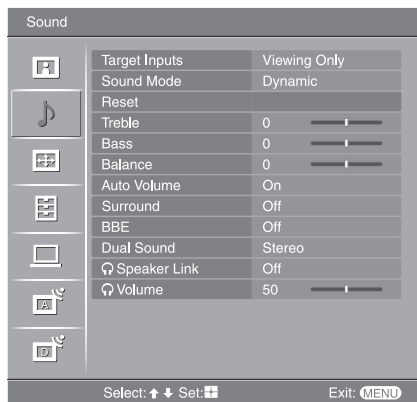 Sound
Target Inputs Viewing Only
Sound Mode Dynamic
Reset
Treble 0
Bass 0
Balance 0
Auto Volume On
Surround Off
BBE Off
Dual Sound Stereo
Speaker Link Off
Volume 50
A
D
Select: Set: Exit: MENU